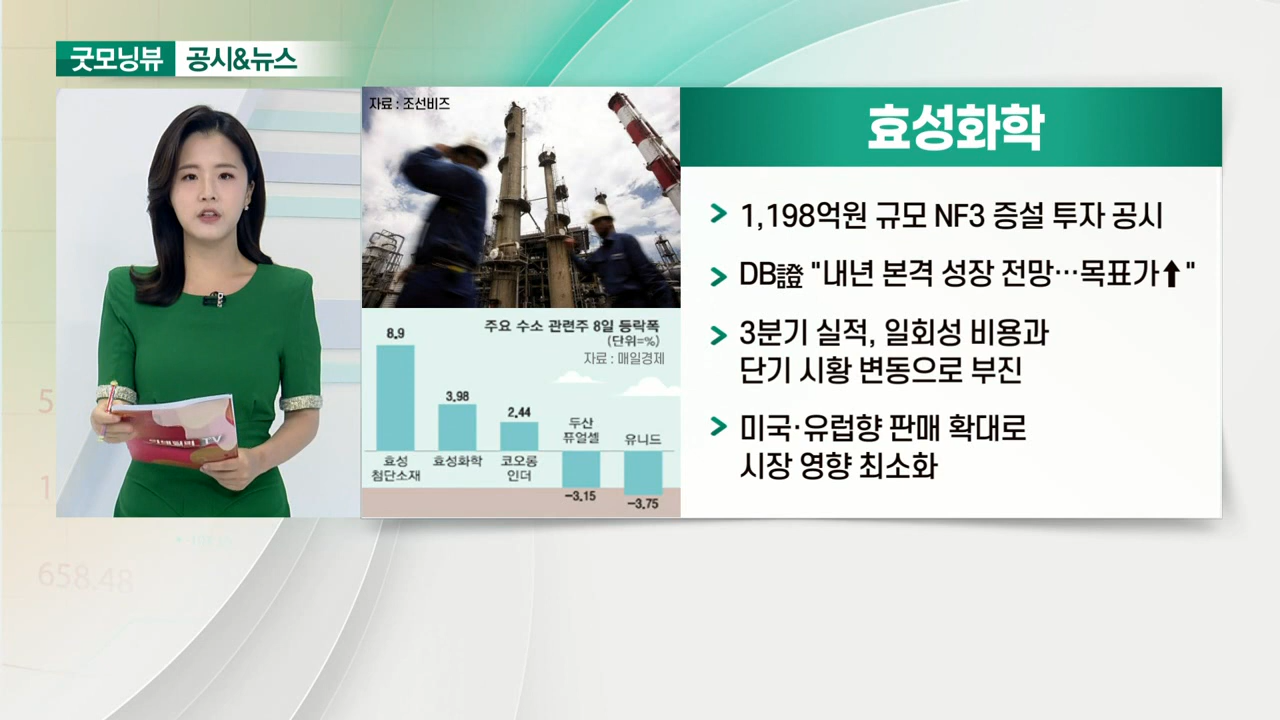 굿모닝뷰 공시&뉴스
자료 : 조선비즈
주요 수소 관련주 8일 등락폭
(단위=%)
자료 : 매일경제
8.9
3.98
2.44
두산
퓨얼셀
유니드
효성
첨단소재
효성화학
코오롱
인더
-3.15
-3.75
효성화학
1,198억원 규모 NF3 증설 투자 공시
DB證 "내년 본격 성장 전망…목표가⬆"
3분기 실적, 일회성 비용과
단기 시황 변동으로 부진
미국·유럽향 판매 확대로
시장 영향 최소화
TV
658.48